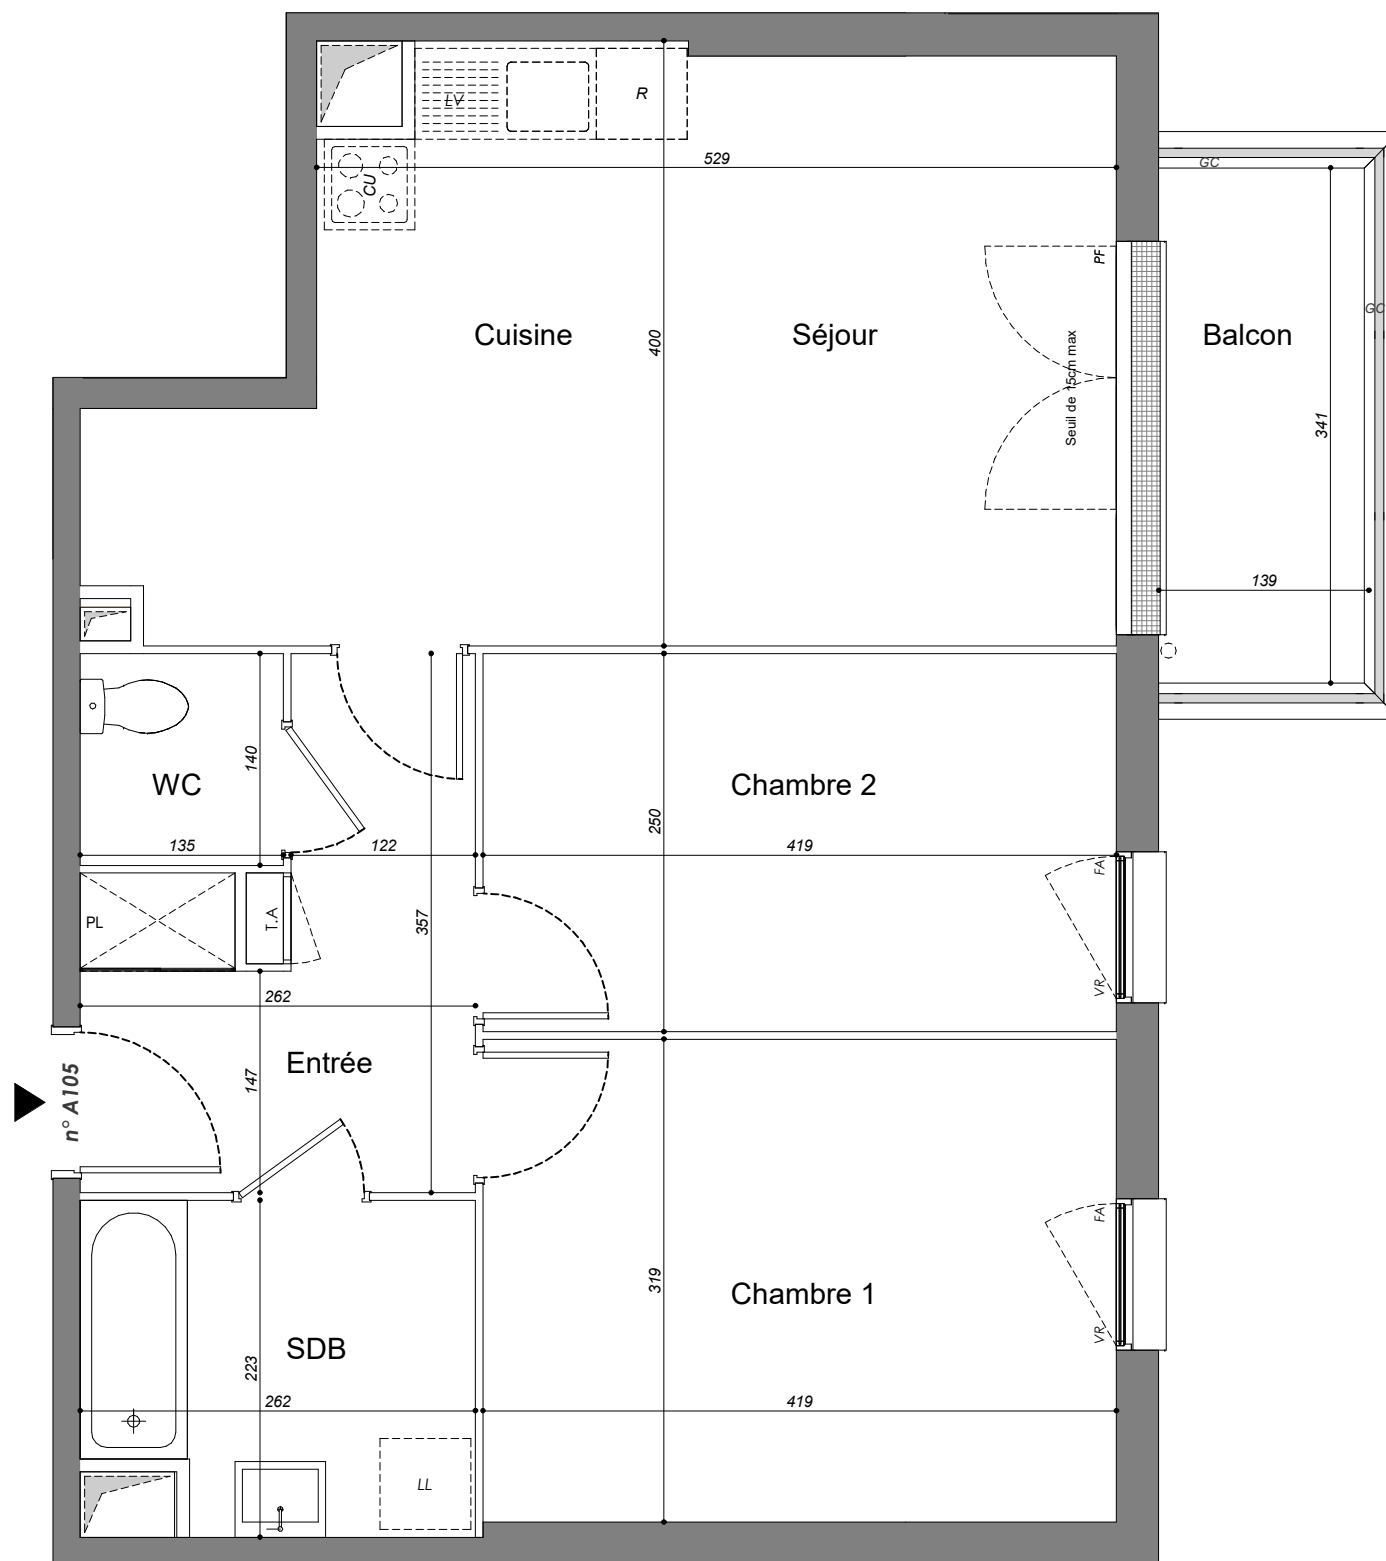 LV
R
CU
529
GC
PF
GC
Cuisine
Séjour
Balcon
400
Seuil de 15cm max
341
139
WC
140
Chambre 2
250
135
122
419
FA
PL
T.A
357
VR
262
Entrée
147
n° A105
FA
319
Chambre 1
SDB
VR
223
262
419
LL